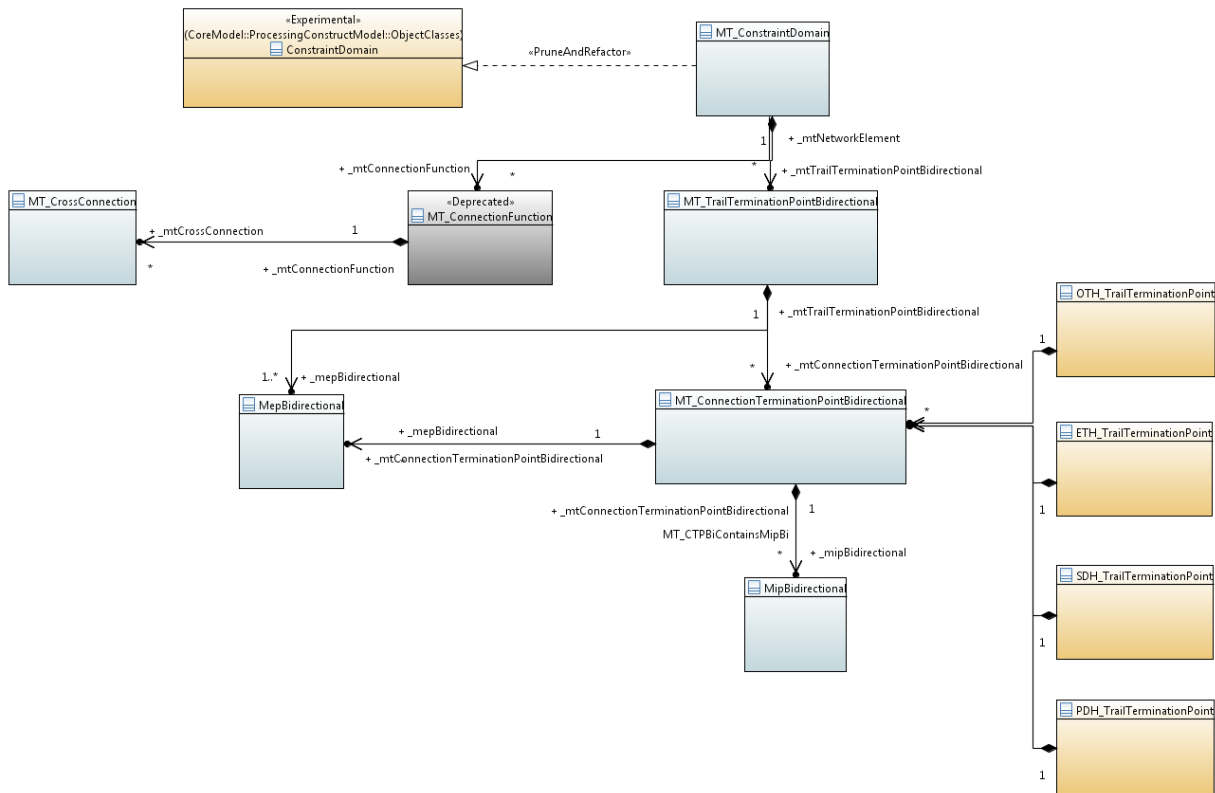 «Experimental»
(CoreModel::ProcessingConstructModel::ObjectClasses)
ConstraintDomain
«PruneAndRefactor»
MT_ConstraintDomain
1
+ _mtNetworkElement
+ _mtConnectionFunction
*
*
+ _mtTrailTerminationPointBidirectional
MT_CrossConnection
«Deprecated»
MT_ConnectionFunction
MT_TrailTerminationPointBidirectional
+ _mtCrossConnection
1
*
+ _mtConnectionFunction
1
+ _mtTrailTerminationPointBidirectional
OTH_TrailTerminationPoint
1
1..*
+ _mepBidirectional
*
+ _mtConnectionTerminationPointBidirectional
MepBidirectional
MT_ConnectionTerminationPointBidirectional
*
+ _mepBidirectional
1
+ _mtConnectionTerminationPointBidirectional
ETH_TrailTerminationPoint
1
+ _mtConnectionTerminationPointBidirectional
1
MT_CTPBiContainsMipBi
*
+ _mipBidirectional
MipBidirectional
SDH_TrailTerminationPoint
1
PDH_TrailTerminationPoint
1